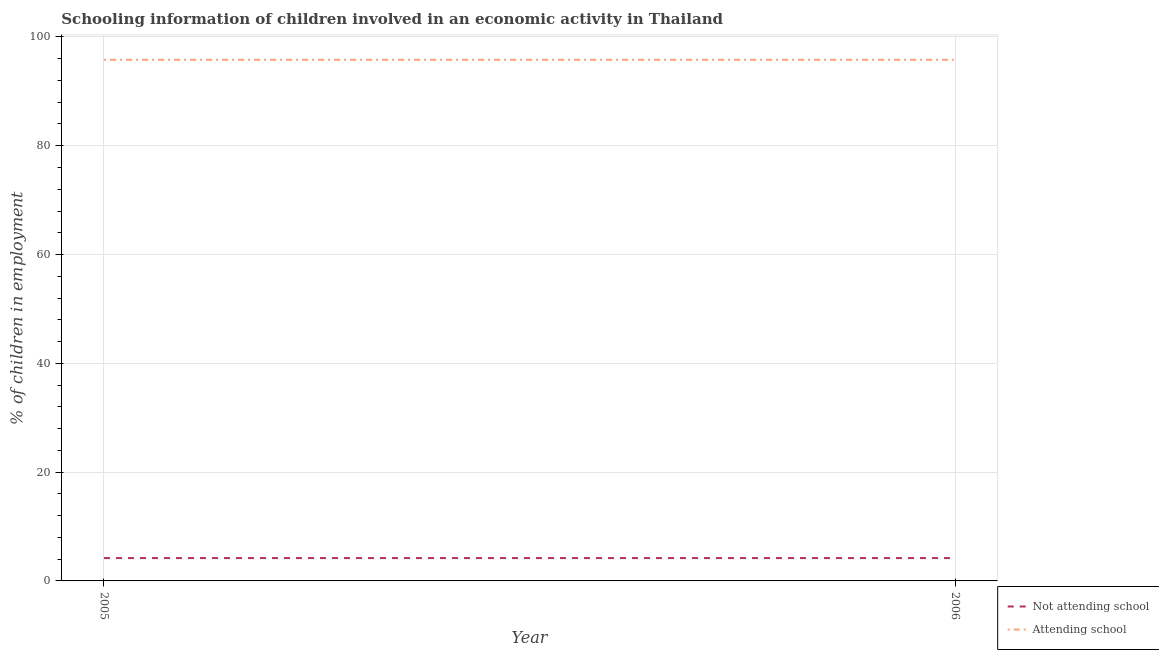 Schooling information of children involved in an economic activity in Thailand
% of children in employment
100
80
60
40
20
0
2005
2006
Year
Not attending school
Attending school